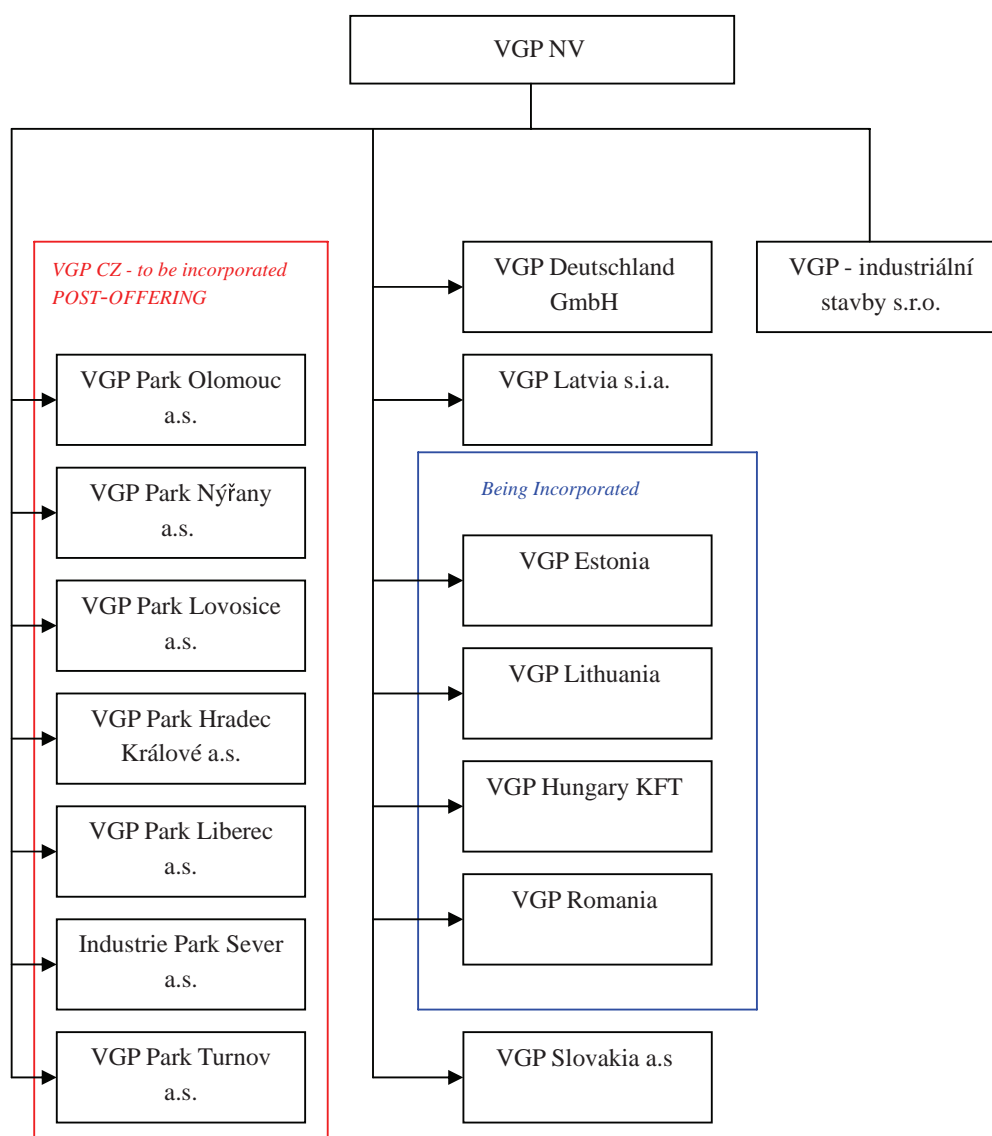 VGP NV
VGP CZ - to be incorporated
POST-OFFERING
VGP Park Olomouc
a.s.
VGP Park Nýřany
a.s.
VGP Park Lovosice
a.s.
VGP Park Hradec
Králové a.s.
VGP Park Liberec
a.s.
Industrie Park Sever
a.s.
VGP Park Turnov
a.s.
VGP Deutschland
GmbH
VGP Latvia s.i.a.
Being Incorporated
VGP Estonia
VGP Lithuania
VGP Hungary KFT
VGP Romania
VGP Slovakia a.s
VGP - industriální
stavby s.r.o.